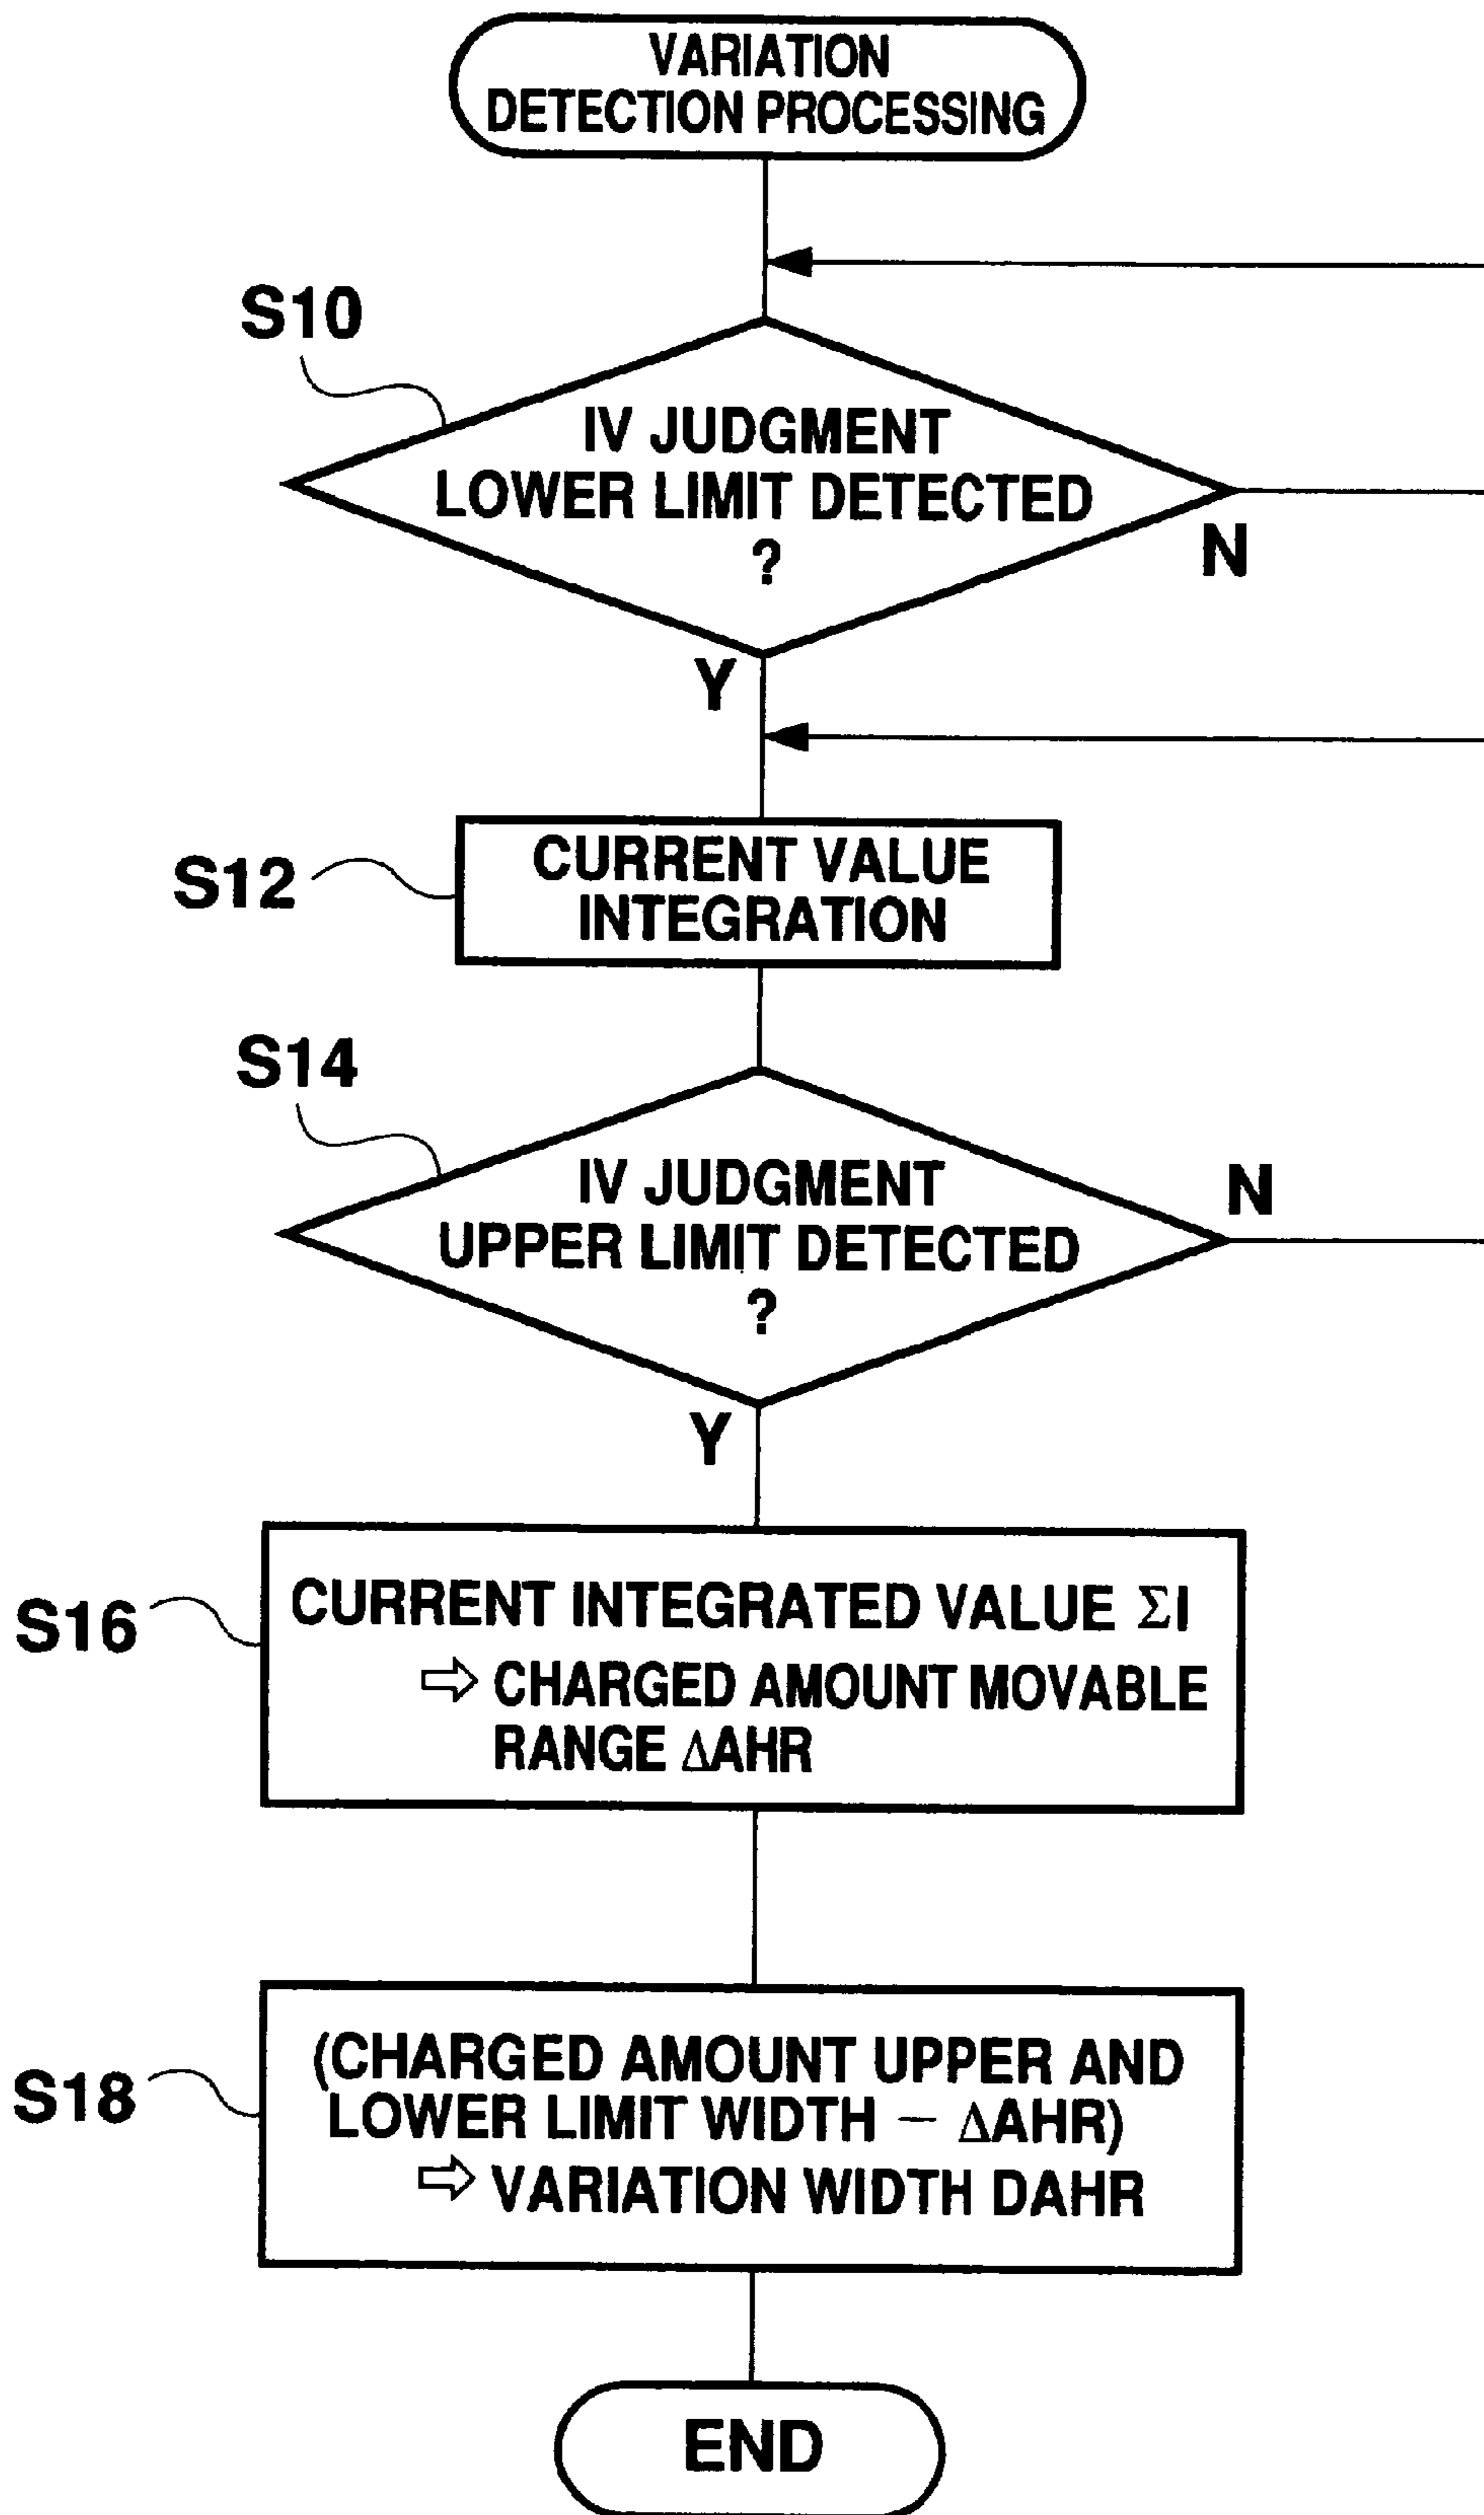 VARIATION
DETECTION PROCESSING
S10
IV JUDGMENT
LOWER LIMIT DETECTED
?
N
Y
S12
CURRENT VALUE
INTEGRATION
S14
IV JUDGMENT
UPPER LIMIT DETECTED
?
N
Y
S16
CURRENT INTEGRATED VALUE ΣI
⇨ CHARGED AMOUNT MOVABLE
RANGE ΔAHR
S18
(CHARGED AMOUNT UPPER AND
LOWER LIMIT WIDTH – ΔAHR)
⇨ VARIATION WIDTH DAHR
END